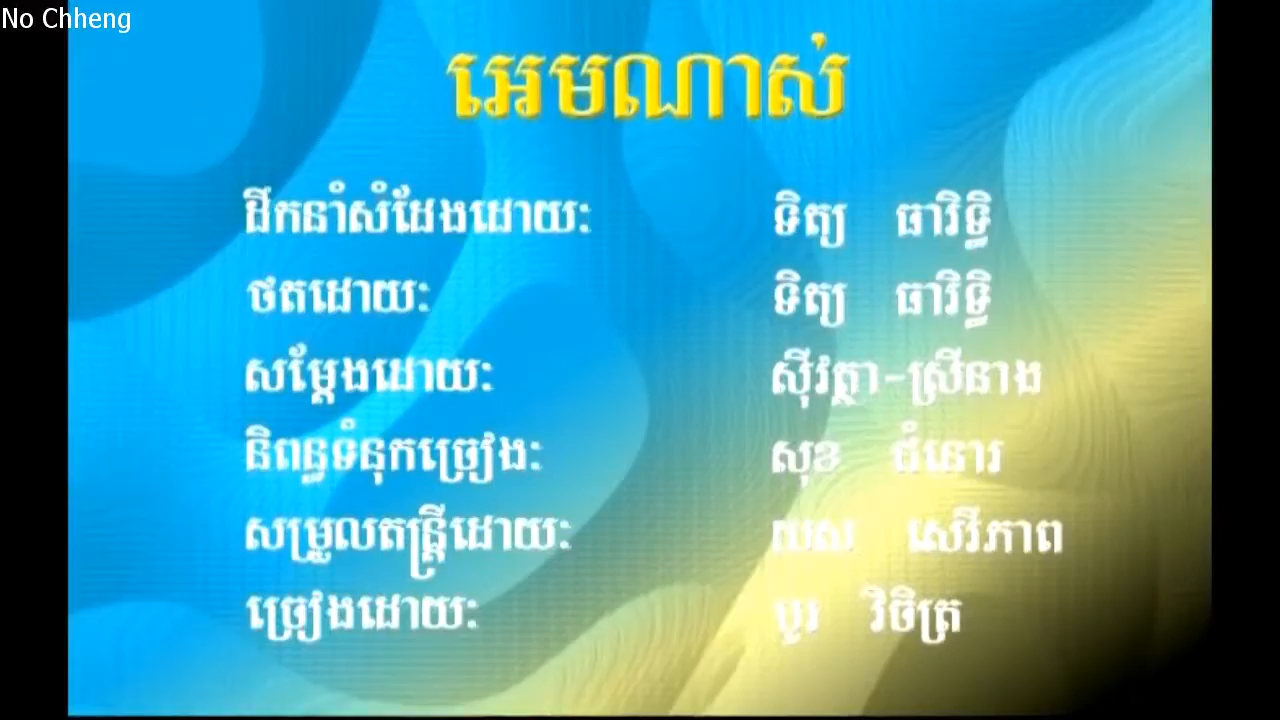 No Chheng
អេមណាស់
ដឹកនាំសំដែងដោយៈ ទិត្យ ធារិទ្ធិ
ថតដោយៈ ទិត្យ ធារិទ្ធិ
សម្ដែងដោយៈ ស៊ីវត្ថា-ស្រីនាង
និពន្ធទំនុកច្រៀងៈ សុខ ជំនោរ
សម្រួលតន្ត្រីដោយៈ យស សេរីភាព
ច្រៀងដោយៈ បូរ វិចិត្រ